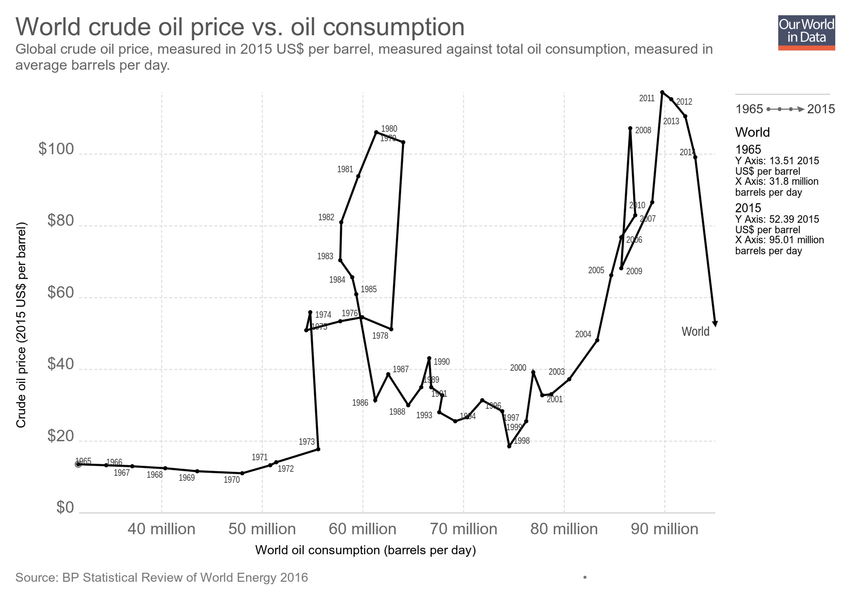 World crude oil price vs. oil consumption
Global crude oil price, measured in 2015 US$ per barrel, measured against total oil consumption, measured in
average barrels per day.
Our World
in Data
1965 2015
World
1965
Y Axis: 13.51 2015
US$ per barrel
X Axis: 31.8 million
barrels per day
2015
Y Axis: 52.39 2015
US$ per barrel
X Axis: 95.01 million
barrels per day
Crude oil price (2015 US$ per barrel)
$100
$80
$60
$40
$20
$0
2011
2012
2013
2008
1980
1979
1981
2010
1982
2007
2006
1983
2005
2009
1984
1985
1974
1976
1975
1978
World
2004
1990
1987
2000
2003
1989
1991
1986
2001
1988
1993
1994
1996
1997
1999
1998
1973
1965
1966
1967
1968
1969
1970
1971
1972
40 million
50 million
60 million
70 million
80 million
90 million
World oil consumption (barrels per day)
Source: BP Statistical Review of World Energy 2016